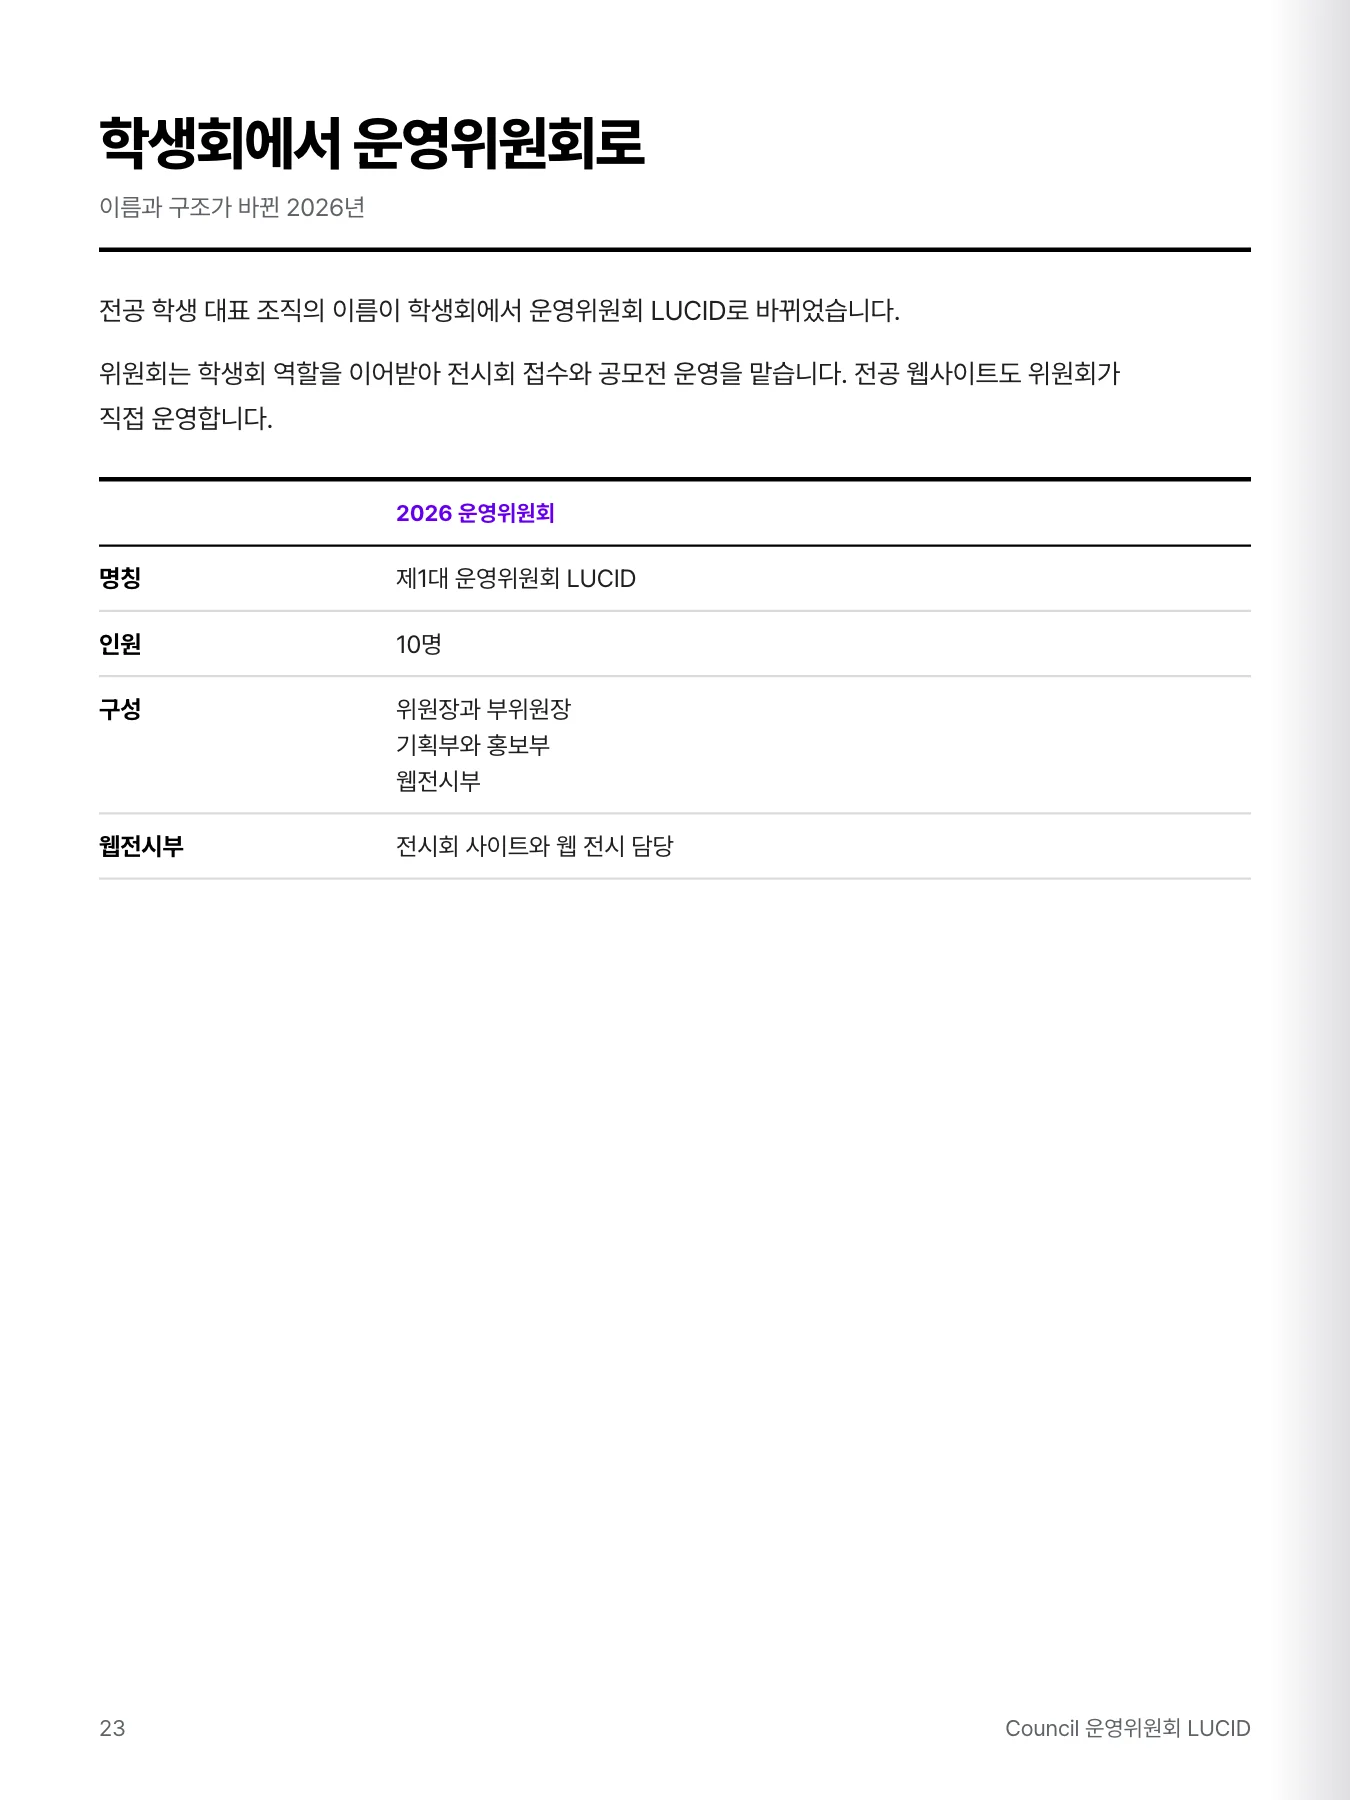 학생회에서 운영위원회로
이름과 구조가 바뀐 2026년
전공 학생 대표 조직의 이름이 학생회에서 운영위원회 LUCID로 바뀌었습니다.
위원회는 학생회 역할을 이어받아 전시회 접수와 공모전 운영을 맡습니다. 전공 웹사이트도 위원회가
직접 운영합니다.
2026 운영위원회
명칭 제1대 운영위원회 LUCID
인원 10명
구성 위원장과 부위원장
기획부와 홍보부
웹전시부
웹전시부 전시회 사이트와 웹 전시 담당
23 Council 운영위원회 LUCID